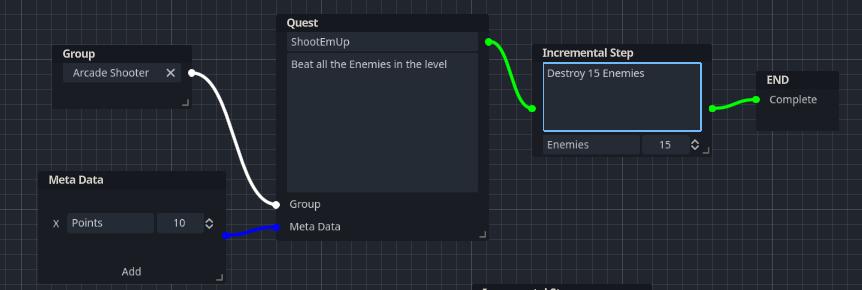 Group
Arcade Shooter
Meta Data
X Points 10
Add
Quest
ShootEmUp
Beat all the Enemies in the level
Group
Meta Data
Incremental Step
Destroy 15 Enemies
Enemies 15
END
Complete